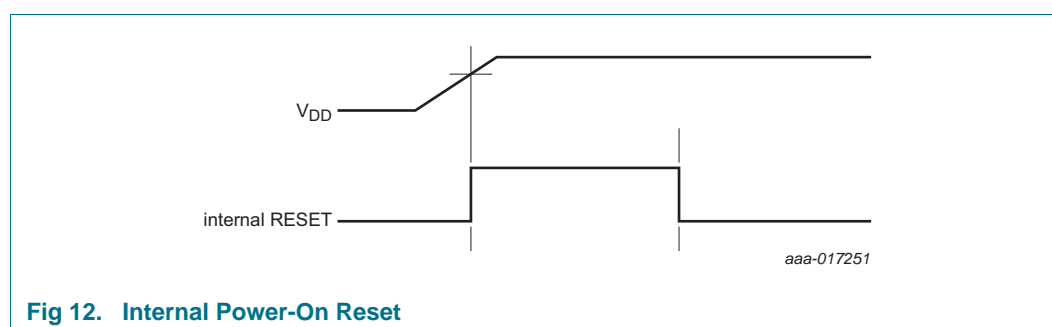 VDD
internal RESET
aaa-017251
Fig 12. Internal Power-On Reset